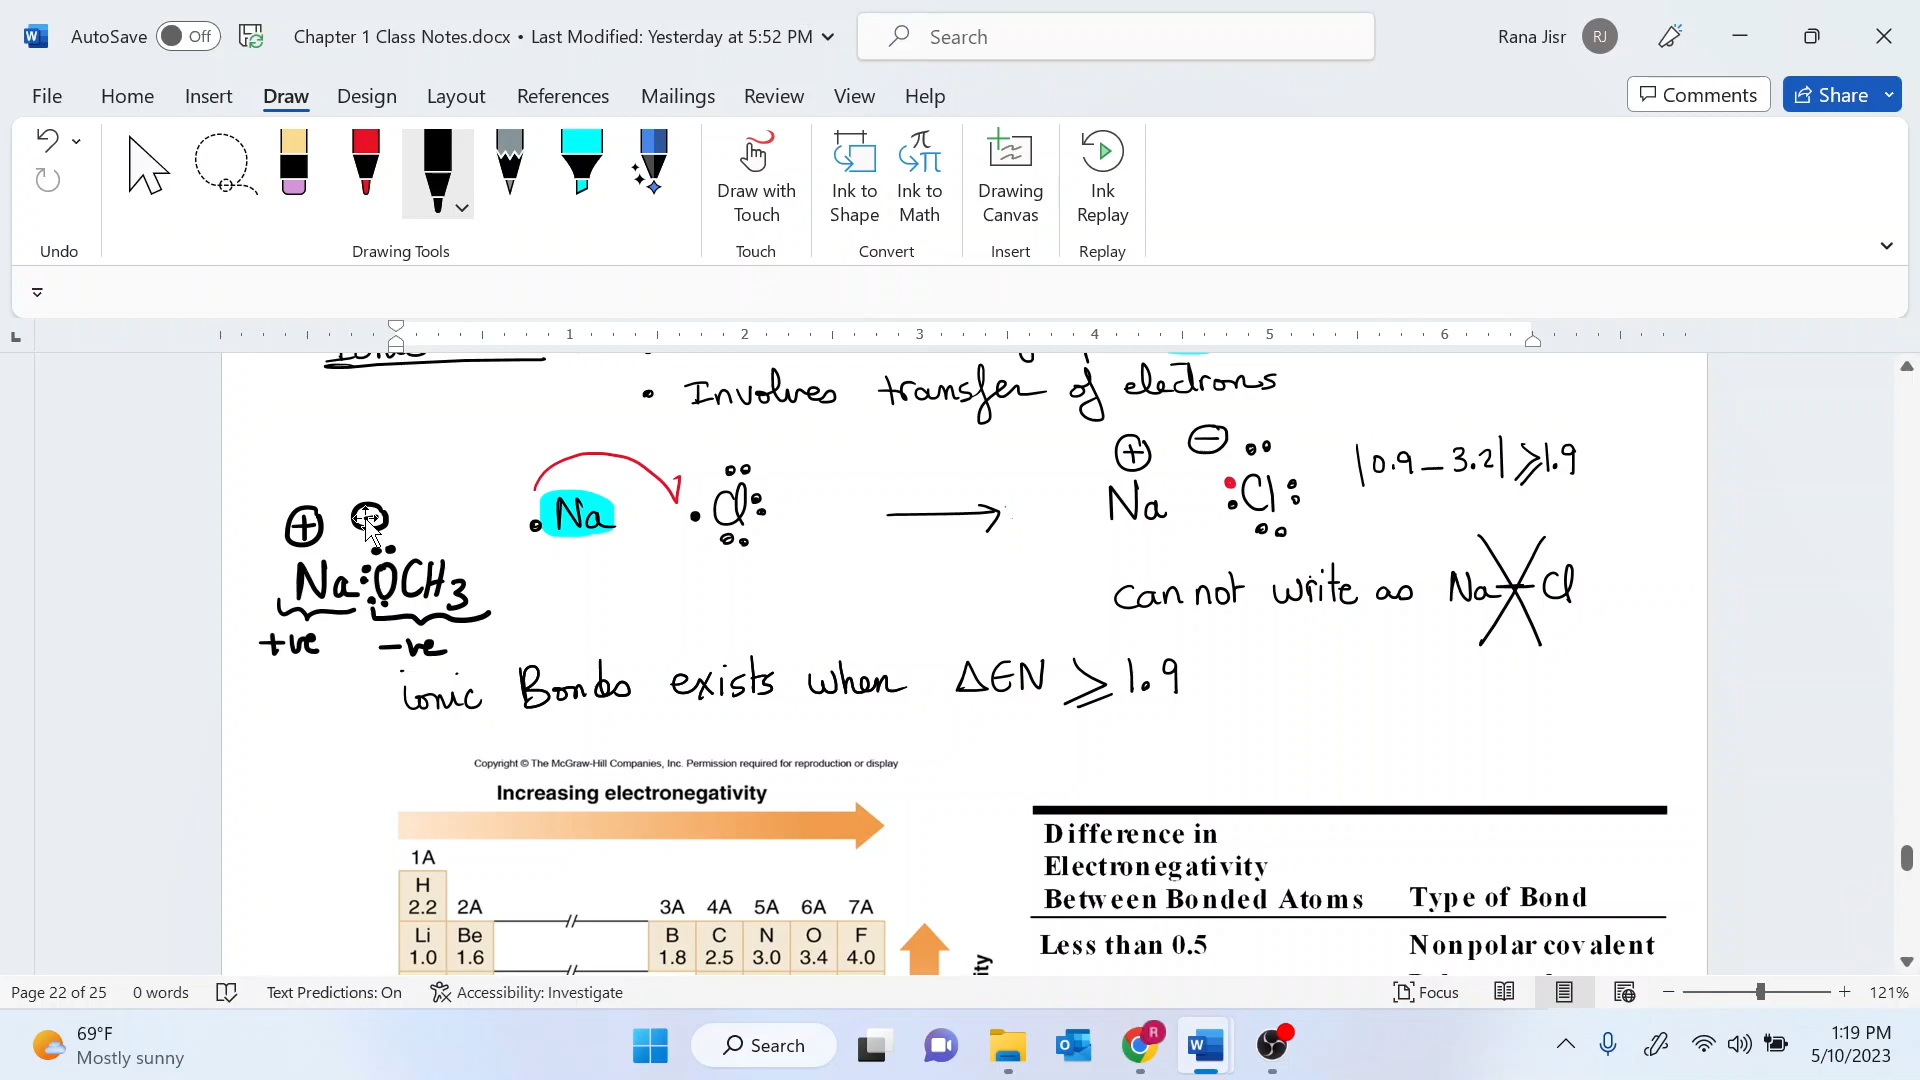 AutoSave Off Chapter 1 Class Notes.docx • Last Modified: Yesterday at 5:52 PM Search Rana Jisr RJ
File Home Insert Draw Design Layout References Mailings Review View Help Comments Share
Draw with Touch Ink to Shape Ink to Math Drawing Canvas Ink Replay
Undo Drawing Tools Touch Convert Insert Replay
1 2 3 4 5 6
• Involves transfer of electrons
⊕ ⊖ |0.9 – 3.2| ⩾ 1.9
Na Cl → Na Cl
⊕
Na:OCH3
cannot write as Na–Cl
+ve –ve
ionic Bonds exists when ΔEN ⩾ 1.9
Copyright © The McGraw-Hill Companies, Inc. Permission required for reproduction or display
Increasing electronegativity
1A
H
2.2 2A 3A 4A 5A 6A 7A
Li Be B C N O F
1.0 1.6 1.8 2.5 3.0 3.4 4.0
Difference in
Electronegativity
Between Bonded Atoms Type of Bond
Less than 0.5 Nonpolar covalent
Page 22 of 25 0 words Text Predictions: On Accessibility: Investigate Focus 121%
69°F
Mostly sunny
Search
R
1:19 PM
5/10/2023